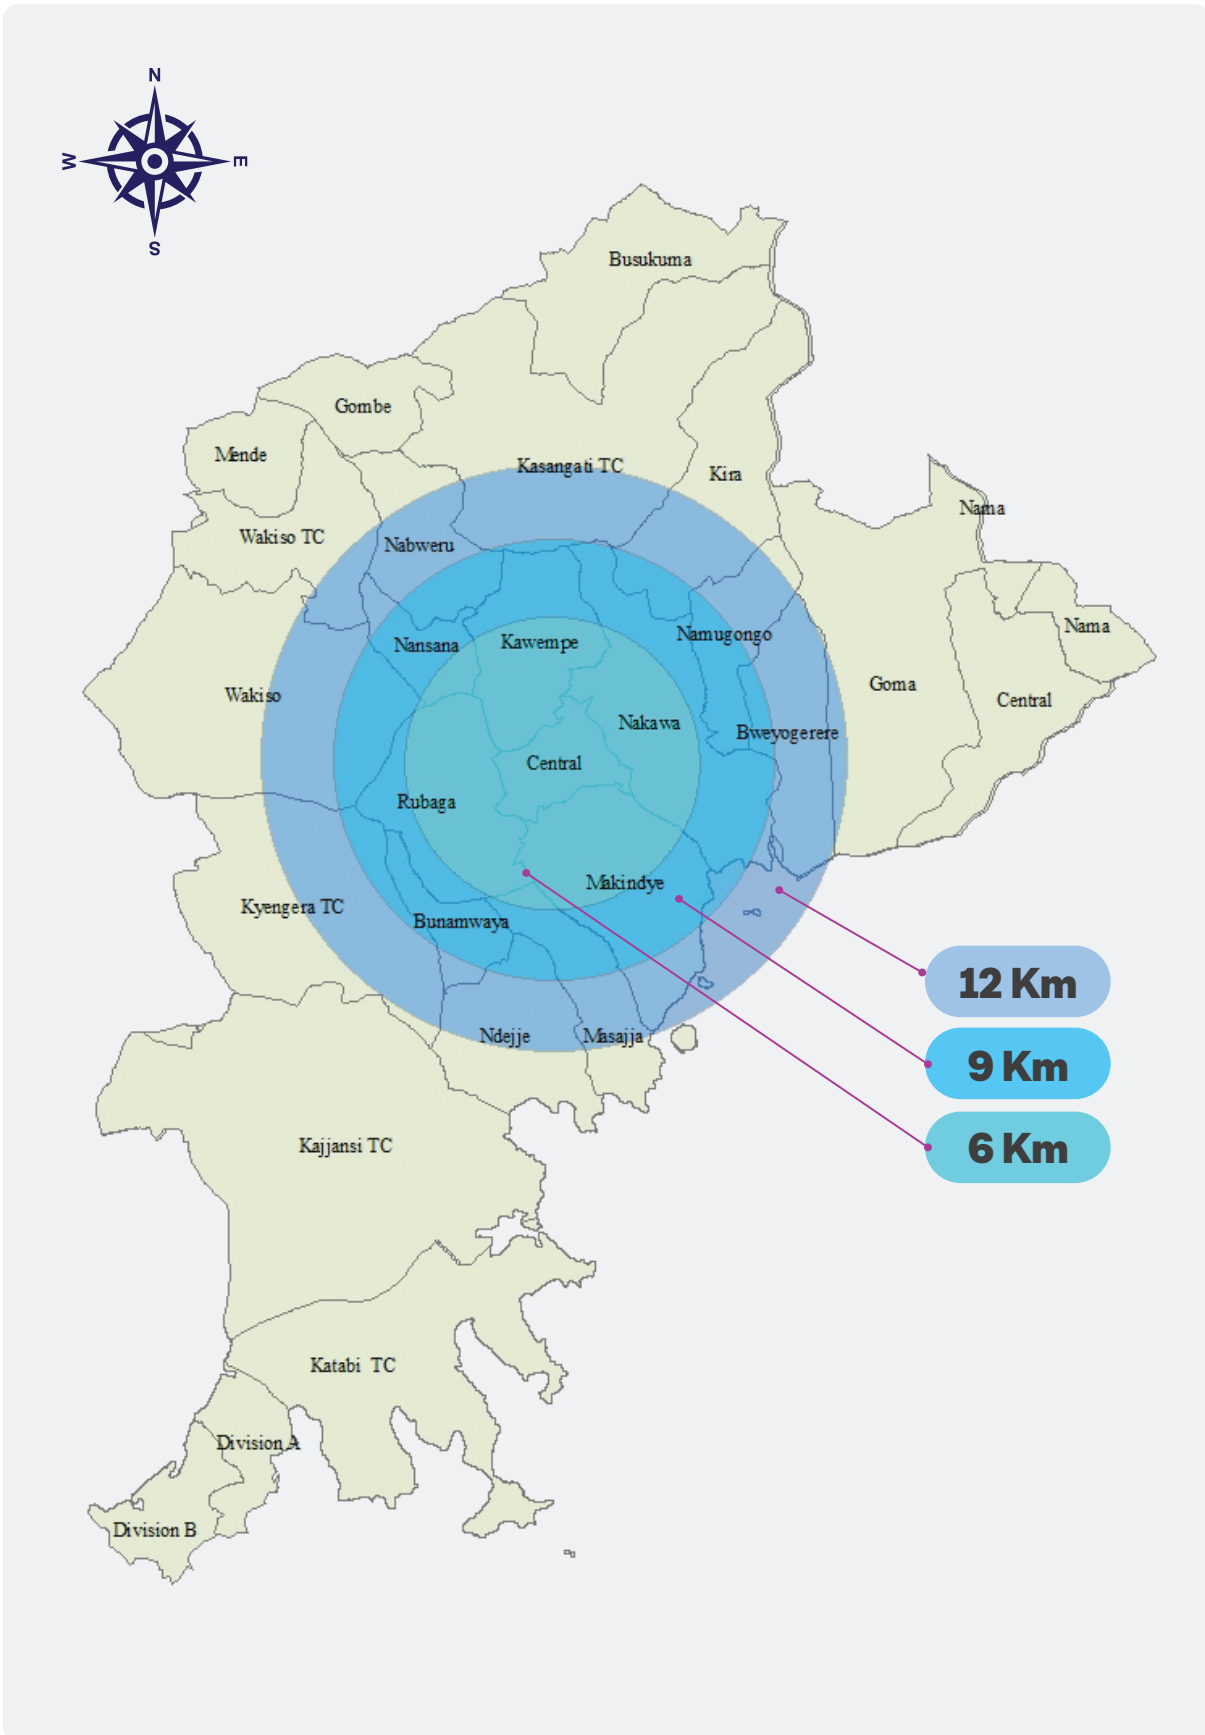 N
W
E
S
Busukuma
Gombe
Mende
Kasangati TC
Kira
Nama
Wakiso TC
Nabweru
Nama
Namugongo
Kawempe
Nansana
Goma
Wakiso
Central
Nakawa
Bweyogerere
Central
Rubaga
Makindye
Kyengera TC
Bunamwaya
12 Km
Ndejje
Masajja
9 Km
Kajjansi TC
6 Km
Katabi TC
Division A
Division B